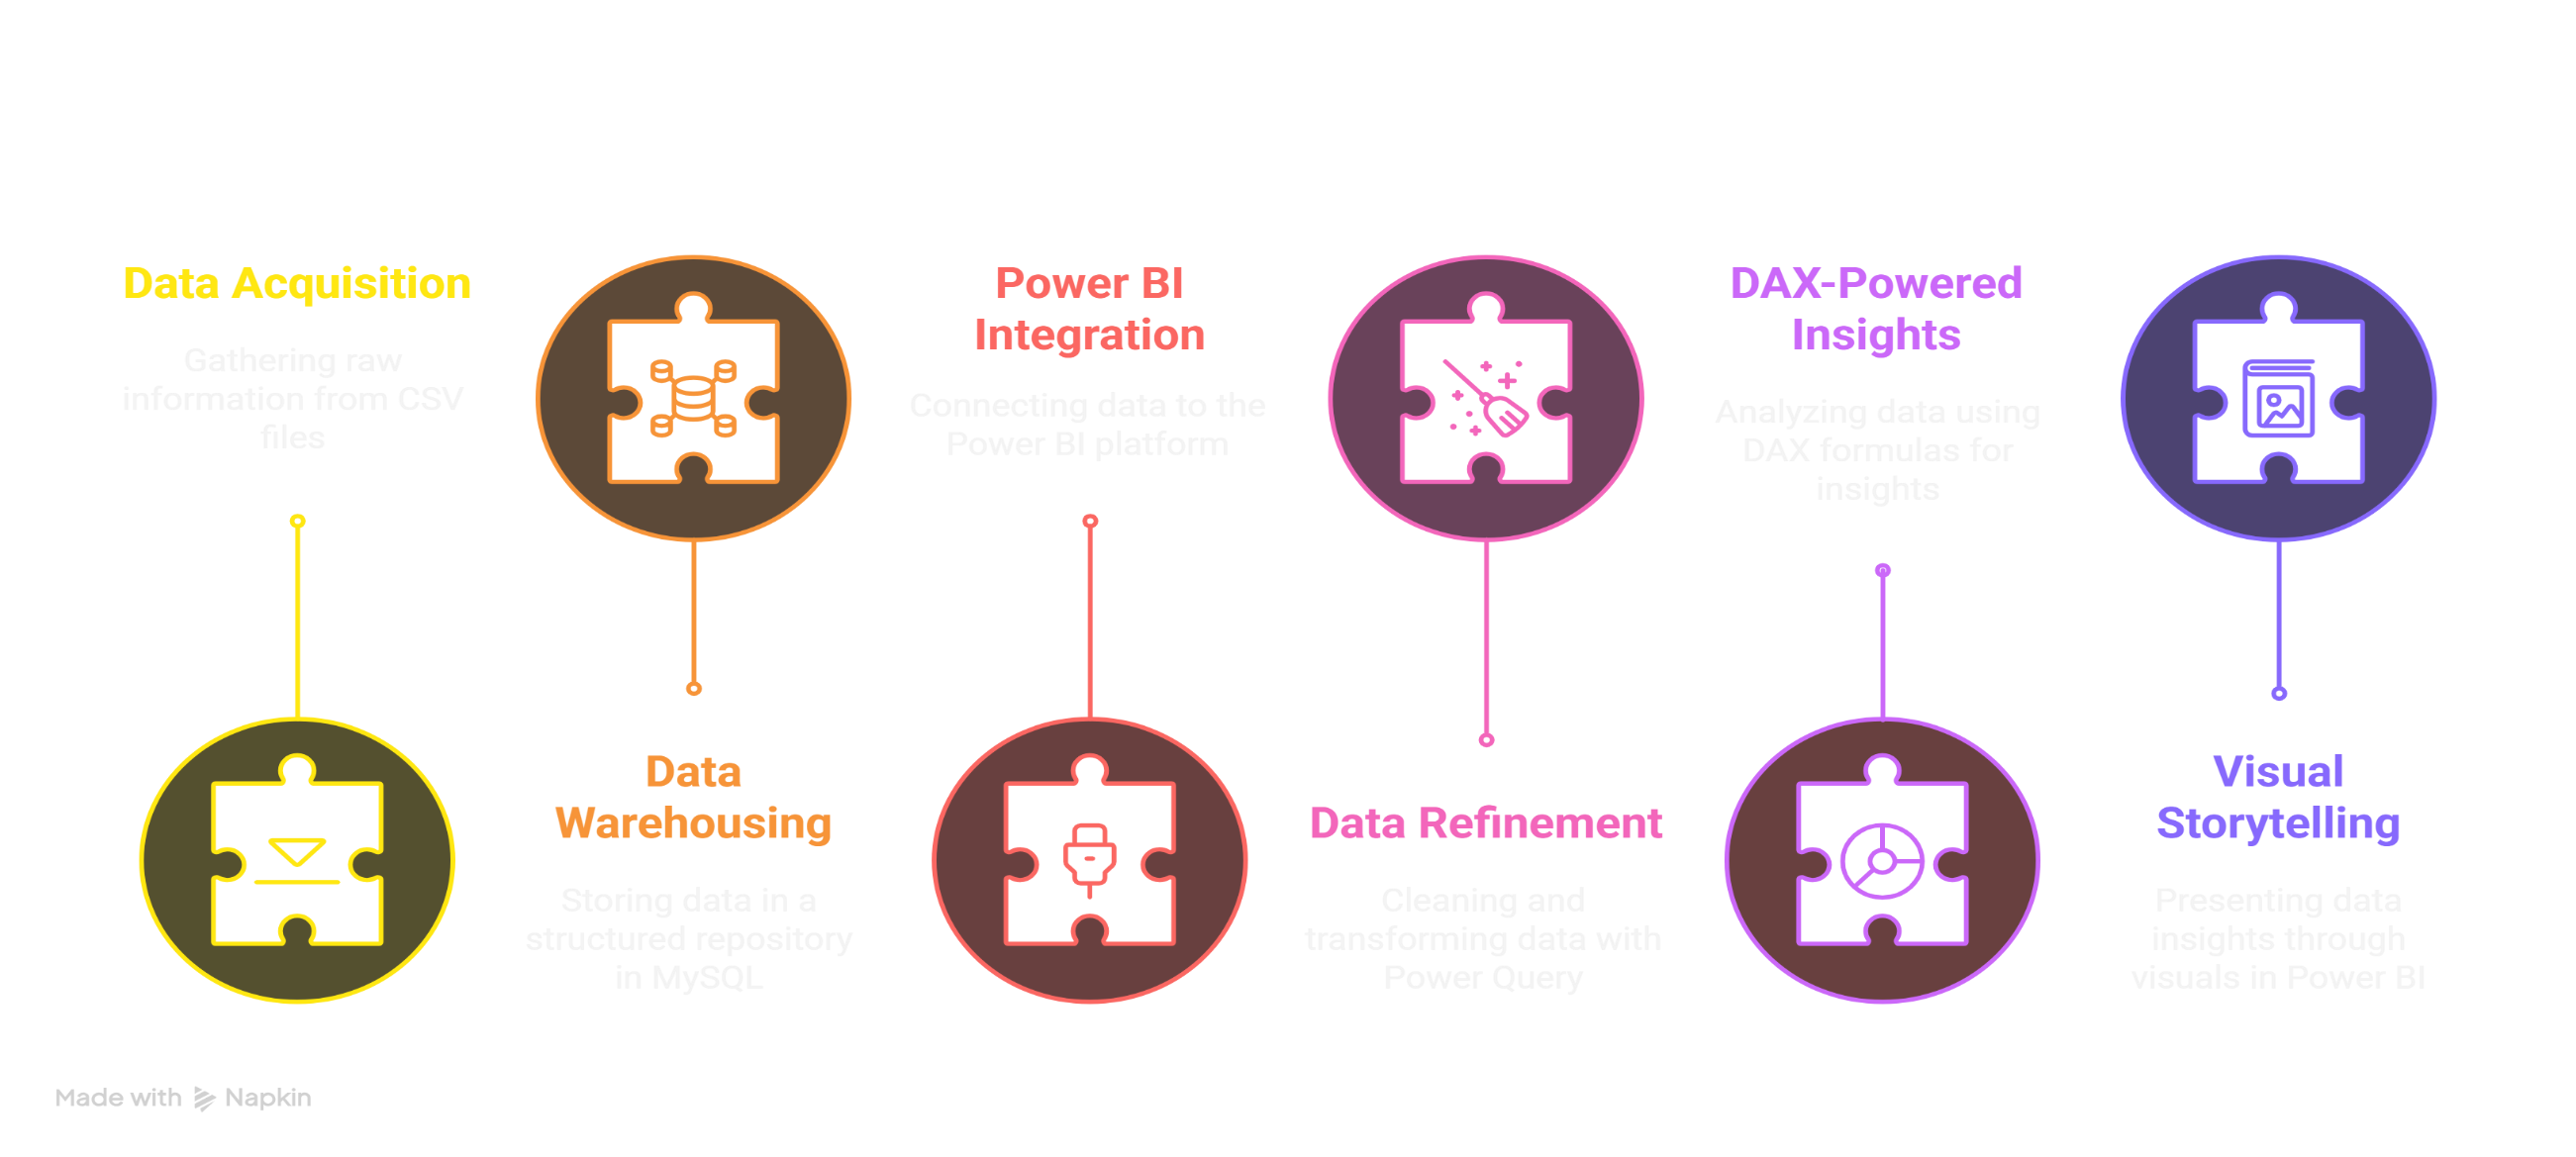 Data Acquisition
Gathering raw
information from CSV
files
Data
Warehousing
Storing data in a
structured repository
in MySQL
Power BI
Integration
Connecting data to the
Power BI platform
Data Refinement
Cleaning and
transforming data with
Power Query
DAX-Powered
Insights
Analyzing data using
DAX formulas for
insights
Visual
Storytelling
Presenting data
insights through
visuals in Power BI
Made with Napkin